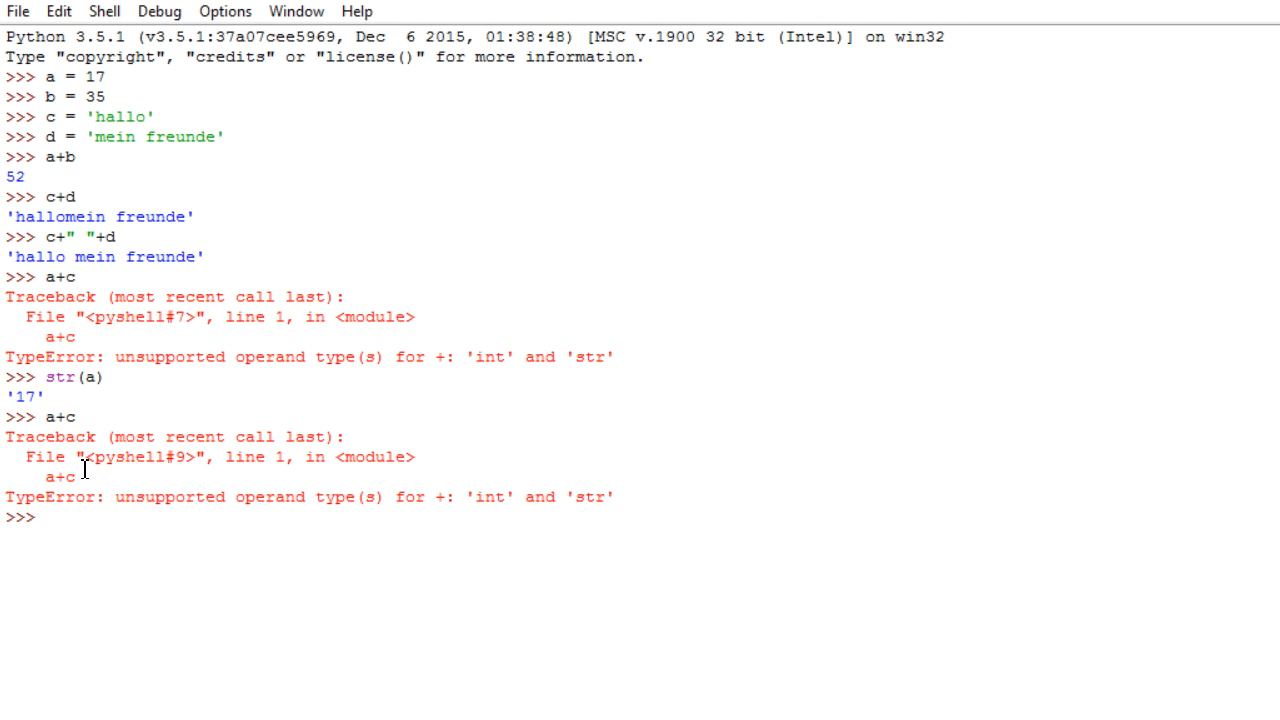 File Edit Shell Debug Options Window Help
Python 3.5.1 (v3.5.1:37a07cee5969, Dec  6 2015, 01:38:48) [MSC v.1900 32 bit (Intel)] on win32
Type "copyright", "credits" or "license()" for more information.
>>> a = 17
>>> b = 35
>>> c = 'hallo'
>>> d = 'mein freunde'
>>> a+b
52
>>> c+d
'hallomein freunde'
>>> c+" "+d
'hallo mein freunde'
>>> a+c
Traceback (most recent call last):
  File "<pyshell#7>", line 1, in <module>
    a+c
TypeError: unsupported operand type(s) for +: 'int' and 'str'
>>> str(a)
'17'
>>> a+c
Traceback (most recent call last):
  File "<pyshell#9>", line 1, in <module>
    a+c
TypeError: unsupported operand type(s) for +: 'int' and 'str'
>>>